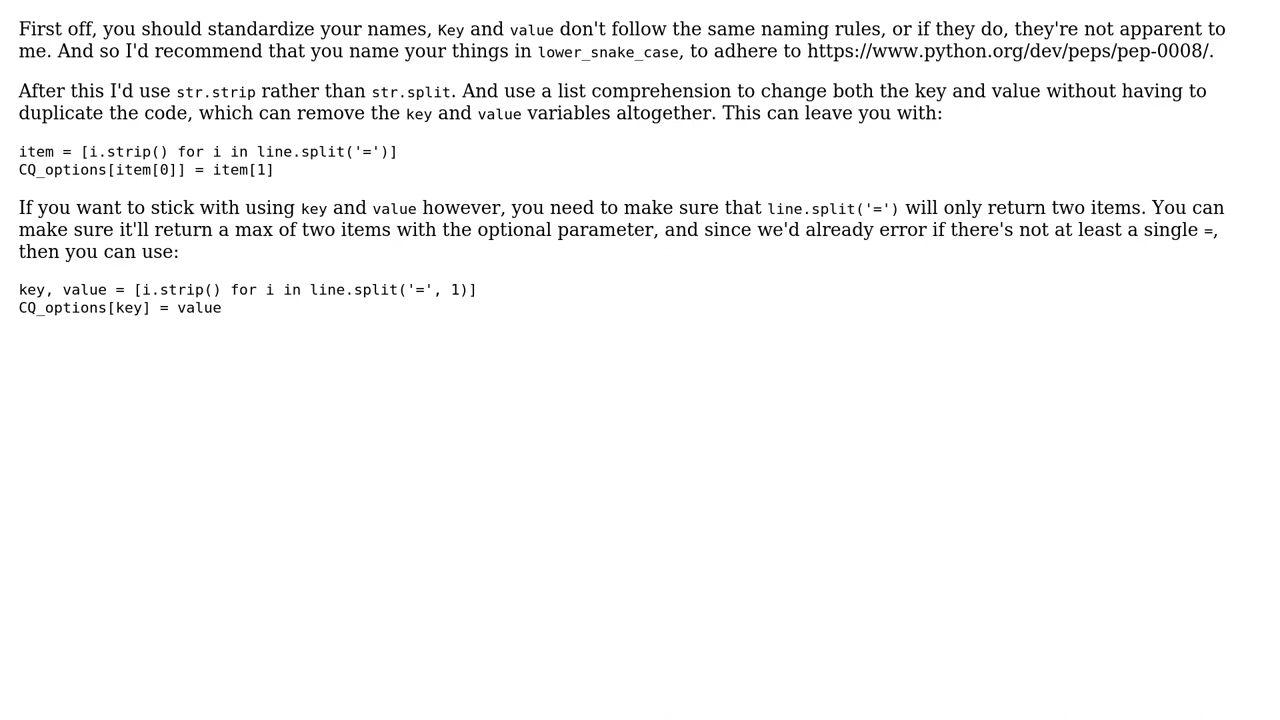 First off, you should standardize your names, Key and value don't follow the same naming rules, or if they do, they're not apparent to
me. And so I'd recommend that you name your things in lower_snake_case, to adhere to https://www.python.org/dev/peps/pep-0008/.
After this I'd use str.strip rather than str.split. And use a list comprehension to change both the key and value without having to
duplicate the code, which can remove the key and value variables altogether. This can leave you with:
item = [i.strip() for i in line.split('=')]
CQ_options[item[0]] = item[1]
If you want to stick with using key and value however, you need to make sure that line.split('=') will only return two items. You can
make sure it'll return a max of two items with the optional parameter, and since we'd already error if there's not at least a single =,
then you can use:
key, value = [i.strip() for i in line.split('=', 1)]
CQ_options[key] = value